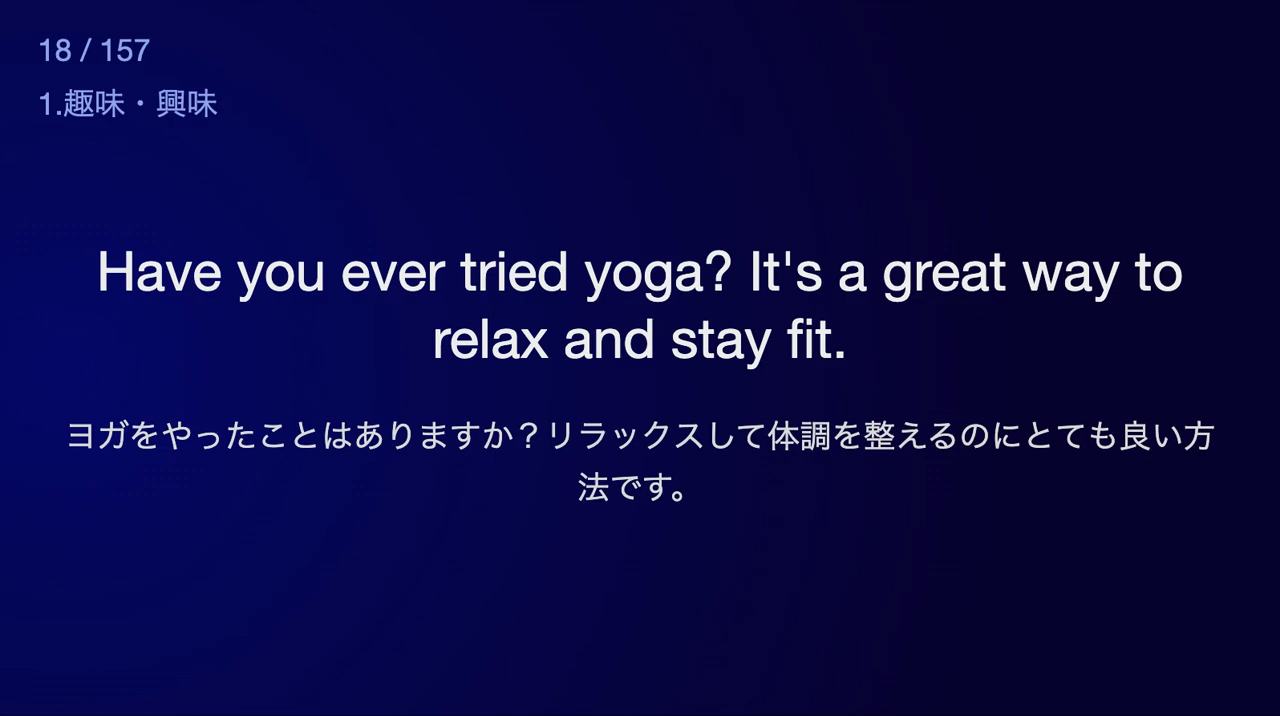 18 / 157
1.趣味・興味
Have you ever tried yoga? It's a great way to
relax and stay fit.
ヨガをやったことはありますか？リラックスして体調を整えるのにとても良い方
法です。